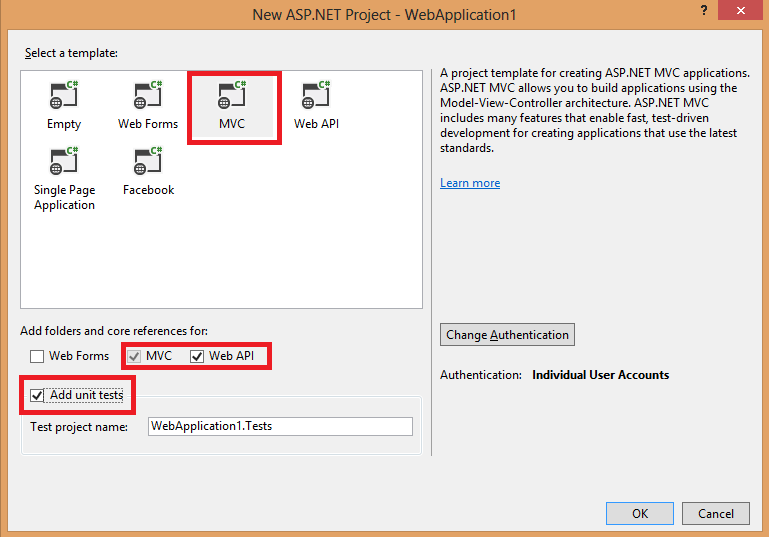 New ASP.NET Project - WebApplication1
? ×
Select a template:
C# C# C# C#
Empty Web Forms MVC Web API
C# C#
Single Page
Application
Facebook
A project template for creating ASP.NET MVC applications.
ASP.NET MVC allows you to build applications using the
Model-View-Controller architecture. ASP.NET MVC
includes many features that enable fast, test-driven
development for creating applications that use the latest
standards.
Learn more
Add folders and core references for:
Web Forms MVC Web API
Add unit tests
Test project name: WebApplication1.Tests
Change Authentication
Authentication: Individual User Accounts
OK Cancel